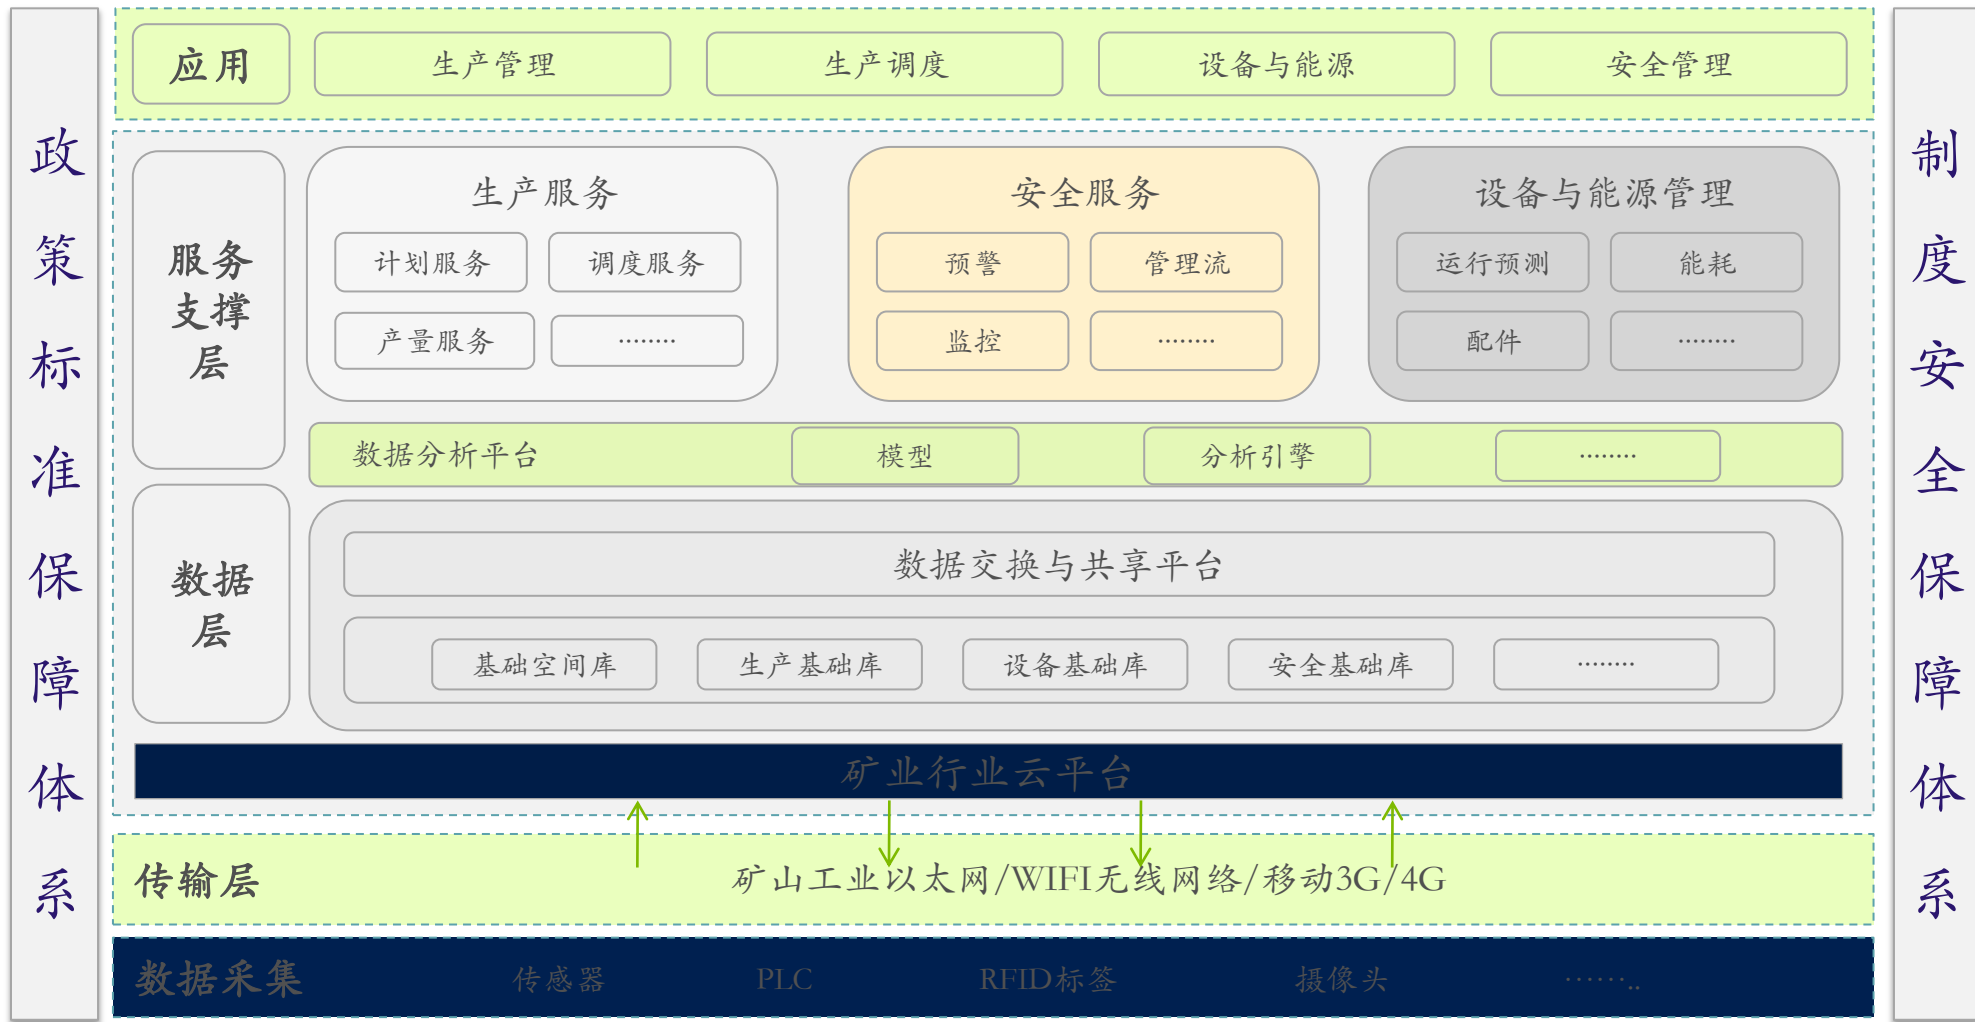 政策标准保障体系
应用
生产管理
生产调度
设备与能源
安全管理
服务
支撑
层
生产服务
计划服务
调度服务
产量服务
........
安全服务
预警
管理流
监控
........
设备与能源管理
运行预测
能耗
配件
........
数据分析平台
模型
分析引擎
........
数据
层
数据交换与共享平台
基础空间库
生产基础库
设备基础库
安全基础库
........
矿业行业云平台
传输层
矿山工业以太网/WIFI无线网络/移动3G/4G
数据采集
传感器
PLC
RFID标签
摄像头
……..
制度安全保障体系